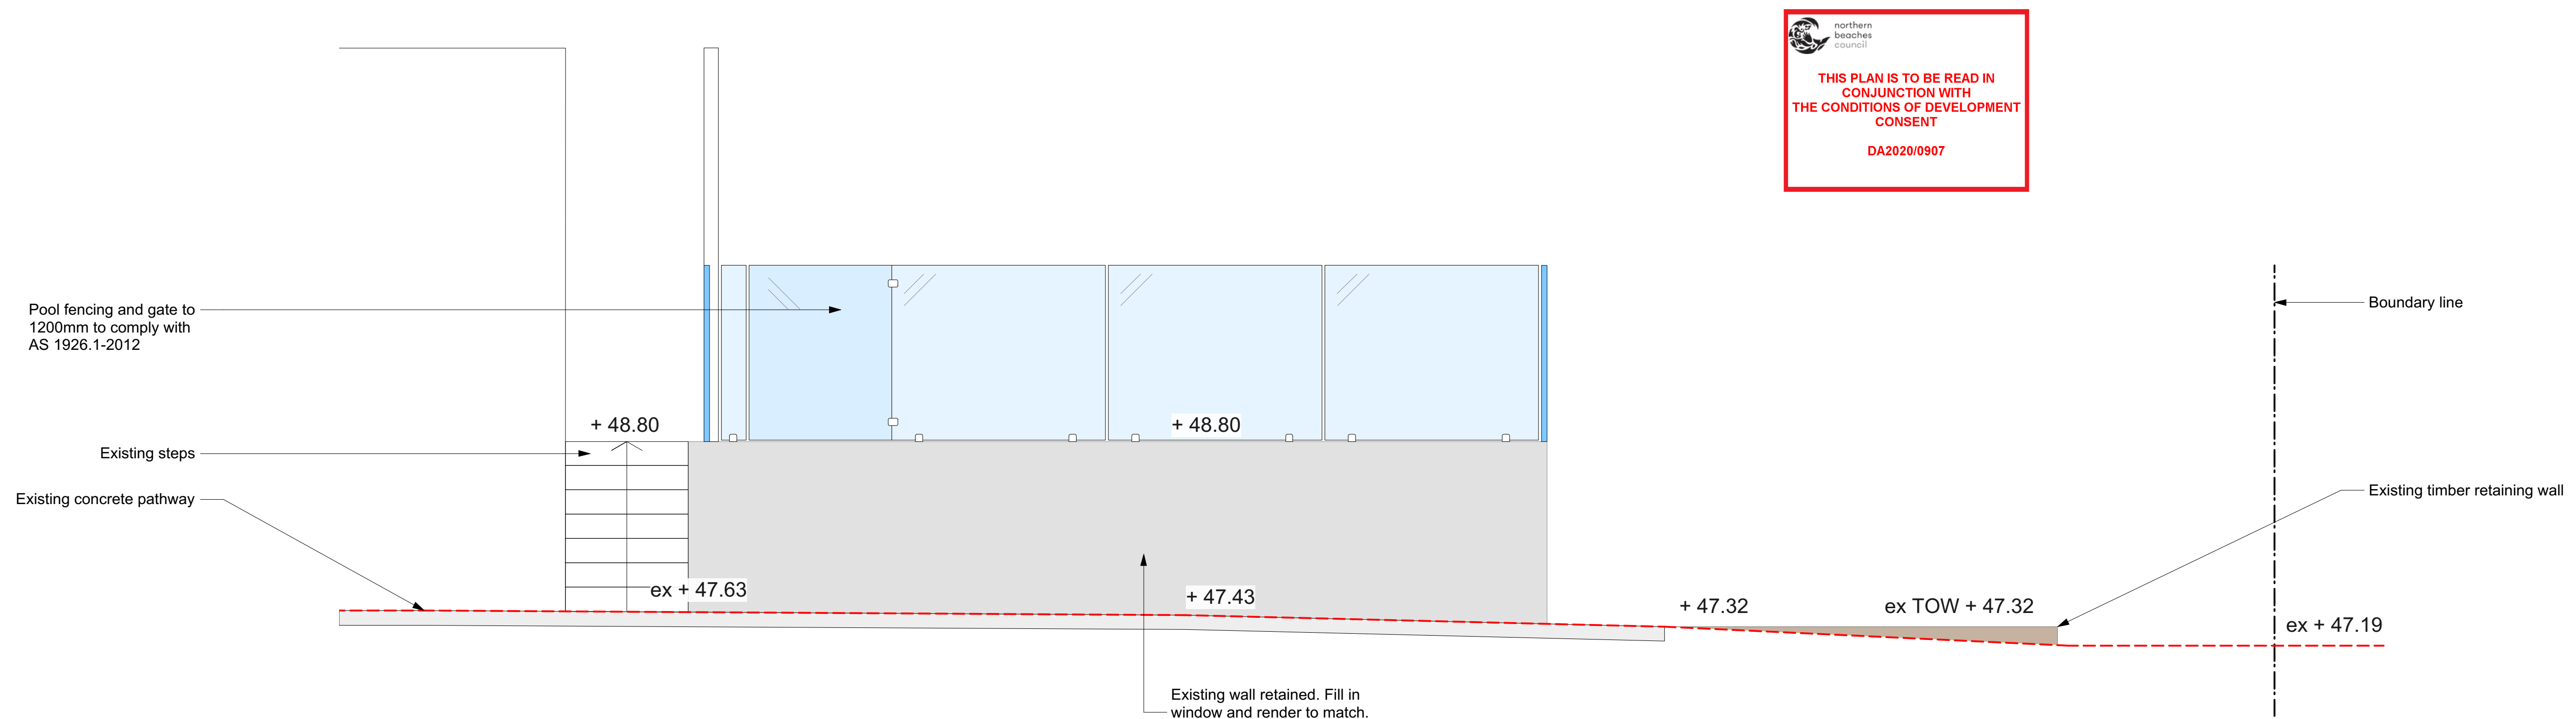 northern
beaches
council
THIS PLAN IS TO BE READ IN
CONJUNCTION WITH
THE CONDITIONS OF DEVELOPMENT
CONSENT
DA2020/0907
Pool fencing and gate to
1200mm to comply with
AS 1926.1-2012
Boundary line
+ 48.80
+ 48.80
Existing steps
Existing concrete pathway
Existing timber retaining wall
ex + 47.63
+ 47.43
+ 47.32
ex TOW + 47.32
ex + 47.19
Existing wall retained. Fill in
window and render to match.